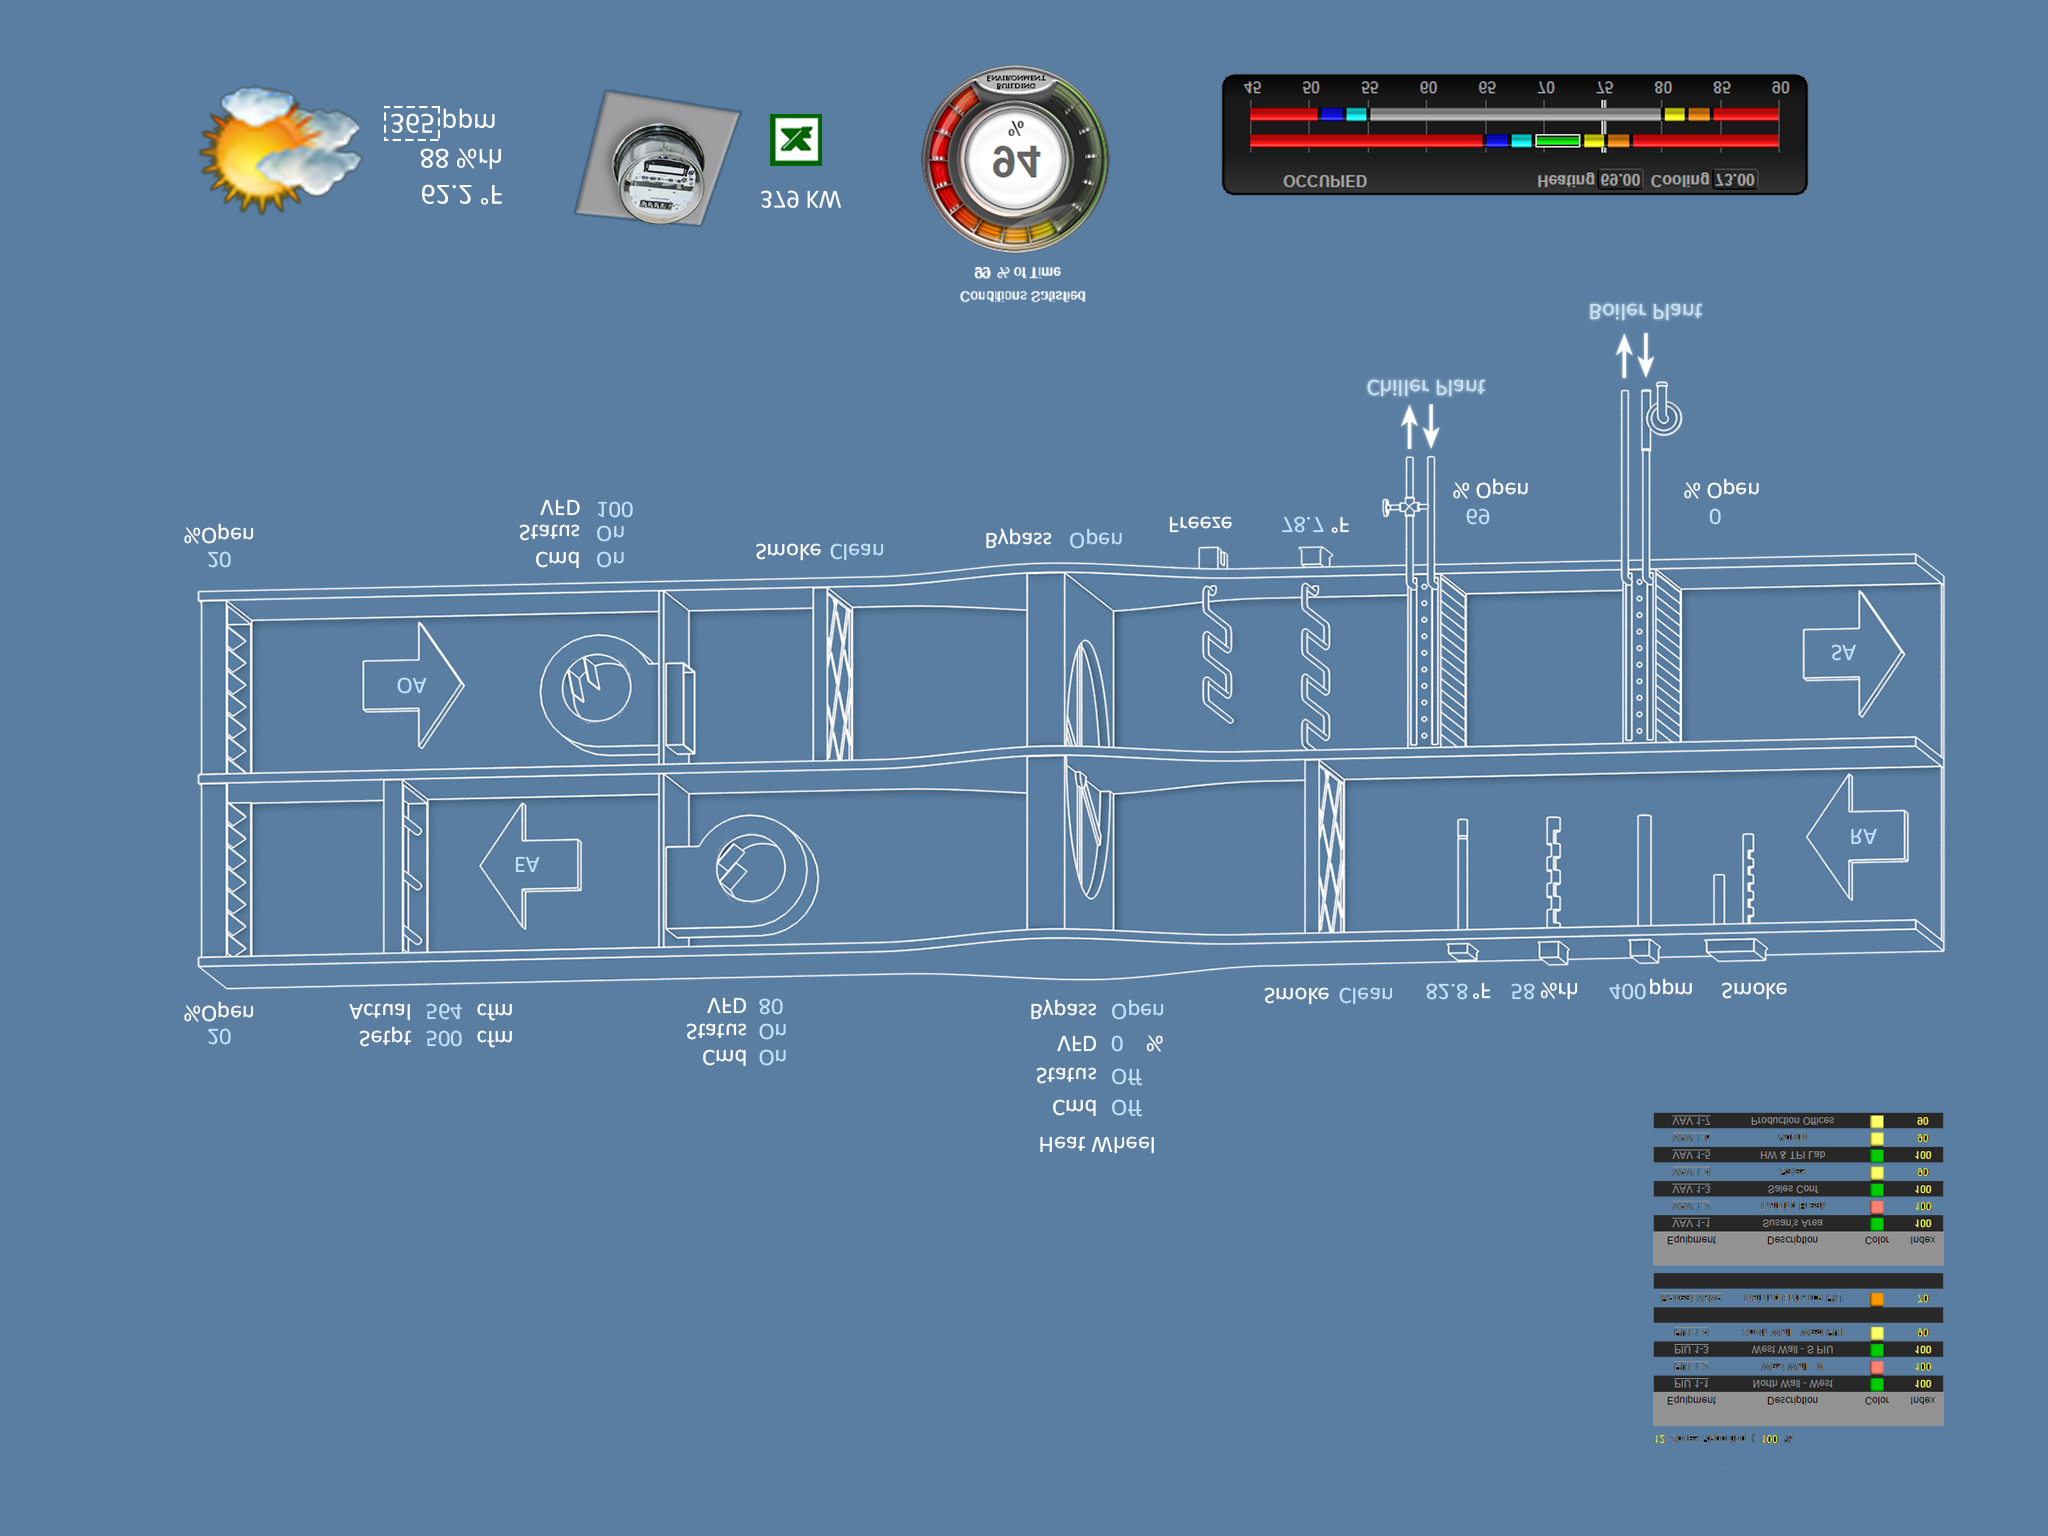 12 Zones Reporting ( 100 %
Equipment Description Color Index
PIU 1-1 North Wall - West 100
PIU 1-2 100
PIU 1-3 West Wall - S PIU 100
PIU 1-4 90
70
Equipment Description Color Index
VAV 1-1 Susan's Area 100
VAV 1-2 Training Break 100
VAV 1-3 Sales Conf 100
VAV 1-4 90
VAV 1-5 HW & TPI Lab 100
VAV 1-6 Admin 90
VAV 1-7 Production Offices 90
Heat Wheel
Cmd Off
Status Off
VFD 0 %
Bypass Open
Cmd On
Status On
VFD 80
Setpt 500 cfm
Actual 564 cfm
20
%Open
Smoke Clean
82.8 °F
58 %rh
400 ppm
Smoke
EA
RA
OA
SA
20
%Open
Cmd On
Status On
VFD 100
Smoke Clean
Bypass Open
Freeze
78.7 °F
69
% Open
0
% Open
Chiller Plant
Boiler Plant
Conditions Satisfied
99 % of Time
62.2 °F
88 %rh
365 ppm
379 KW
94
%
BUILDING
ENVIRONMENT
OCCUPIED Heating 69.00 Cooling 73.00
45 50 55 60 65 70 75 80 85 90